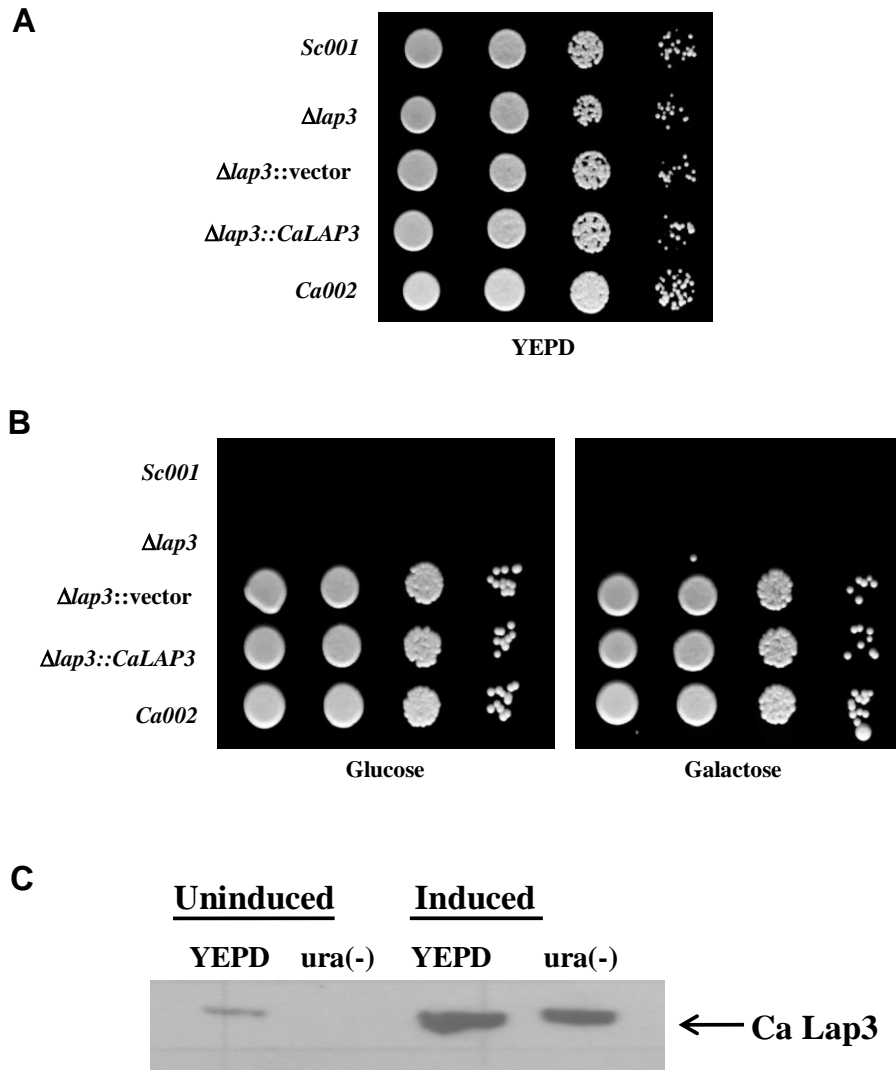 A
Sc001
Δlap3
Δlap3::vector
Δlap3::CaLAP3
Ca002
YEPD
B
Sc001
Δlap3
Δlap3::vector
Δlap3::CaLAP3
Ca002
Glucose
Galactose
C
Uninduced
Induced
YEPD
ura(-)
YEPD
ura(-)
Ca Lap3